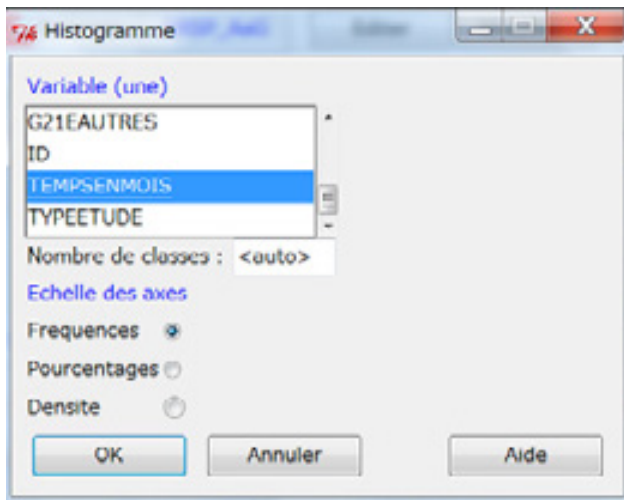 Histogramme
Variable (une)
G21EAUTRES
ID
TEMPSENMOIS
TYPEETUDE
Nombre de classes : <auto>
Echelle des axes
Frequences
Pourcentages
Densite
OK Annuler Aide